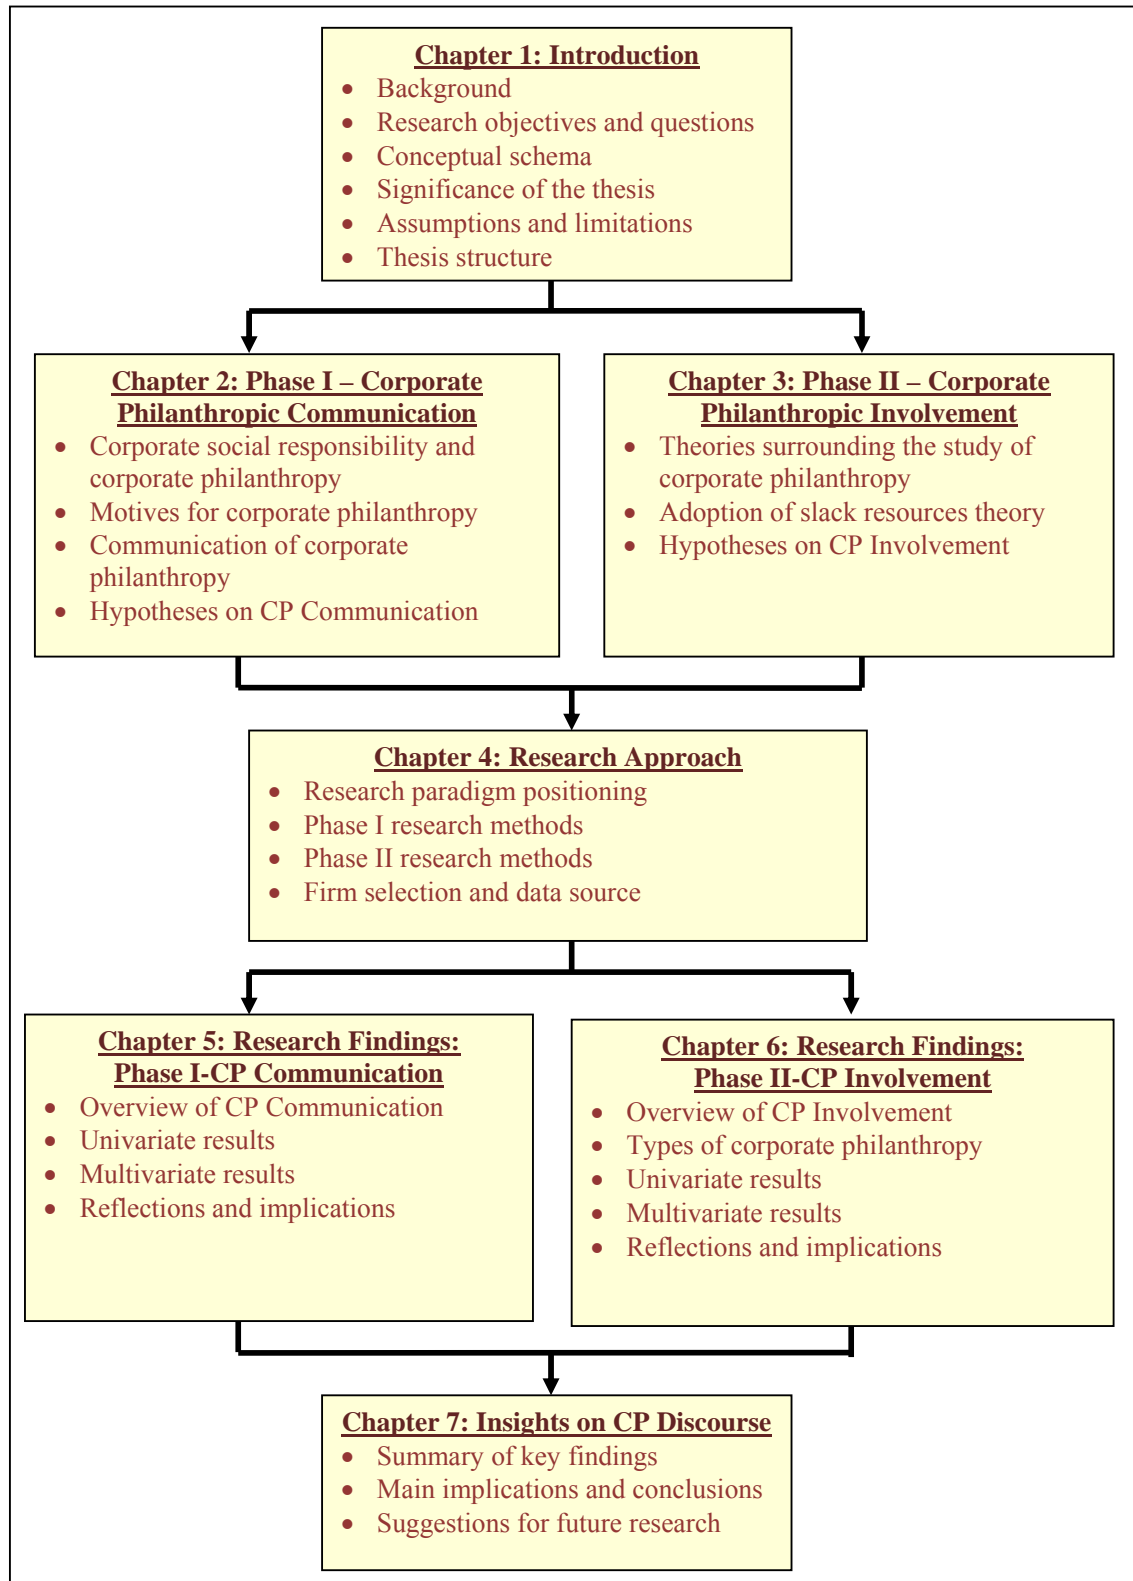 Chapter 1: Introduction
• Background
• Research objectives and questions
• Conceptual schema
• Significance of the thesis
• Assumptions and limitations
• Thesis structure
Chapter 2: Phase I – Corporate
Philanthropic Communication
• Corporate social responsibility and
corporate philanthropy
• Motives for corporate philanthropy
• Communication of corporate
philanthropy
• Hypotheses on CP Communication
Chapter 3: Phase II – Corporate
Philanthropic Involvement
• Theories surrounding the study of
corporate philanthropy
• Adoption of slack resources theory
• Hypotheses on CP Involvement
Chapter 4: Research Approach
• Research paradigm positioning
• Phase I research methods
• Phase II research methods
• Firm selection and data source
Chapter 5: Research Findings:
Phase I-CP Communication
• Overview of CP Communication
• Univariate results
• Multivariate results
• Reflections and implications
Chapter 6: Research Findings:
Phase II-CP Involvement
• Overview of CP Involvement
• Types of corporate philanthropy
• Univariate results
• Multivariate results
• Reflections and implications
Chapter 7: Insights on CP Discourse
• Summary of key findings
• Main implications and conclusions
• Suggestions for future research